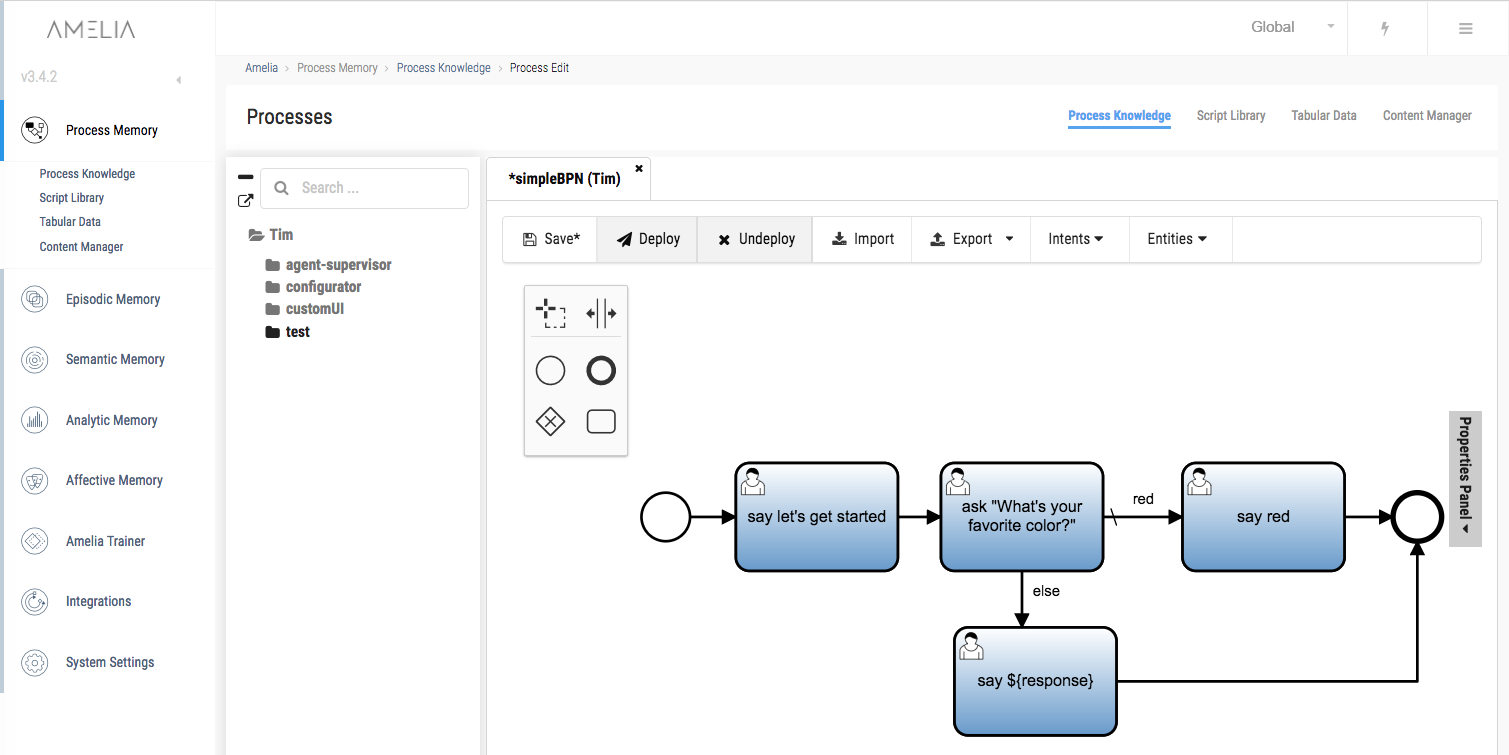 AMELIA
v3.4.2
Process Memory
Process Knowledge
Script Library
Tabular Data
Content Manager
Episodic Memory
Semantic Memory
Analytic Memory
Affective Memory
Amelia Trainer
Integrations
System Settings
Global
Amelia › Process Memory › Process Knowledge › Process Edit
Processes
Process Knowledge Script Library Tabular Data Content Manager
Search ...
Tim
agent-supervisor
configurator
customUI
test
*simpleBPN (Tim)
Save* Deploy Undeploy Import Export Intents Entities
say let's get started
ask "What's your
favorite color?"
red
say red
else
say ${response}
Properties Panel